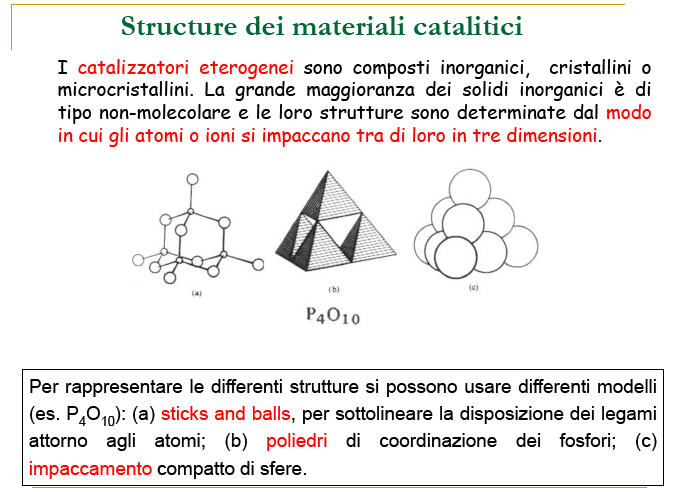 Structure dei materiali catalitici
I catalizzatori eterogenei sono composti inorganici, cristallini o
microcristallini. La grande maggioranza dei solidi inorganici è di
tipo non-molecolare e le loro strutture sono determinate dal modo
in cui gli atomi o ioni si impaccano tra di loro in tre dimensioni.
(a)
(b)
(c)
P4O10
Per rappresentare le differenti strutture si possono usare differenti modelli
(es. P4O10): (a) sticks and balls, per sottolineare la disposizione dei legami
attorno agli atomi; (b) poliedri di coordinazione dei fosfori; (c)
impaccamento compatto di sfere.